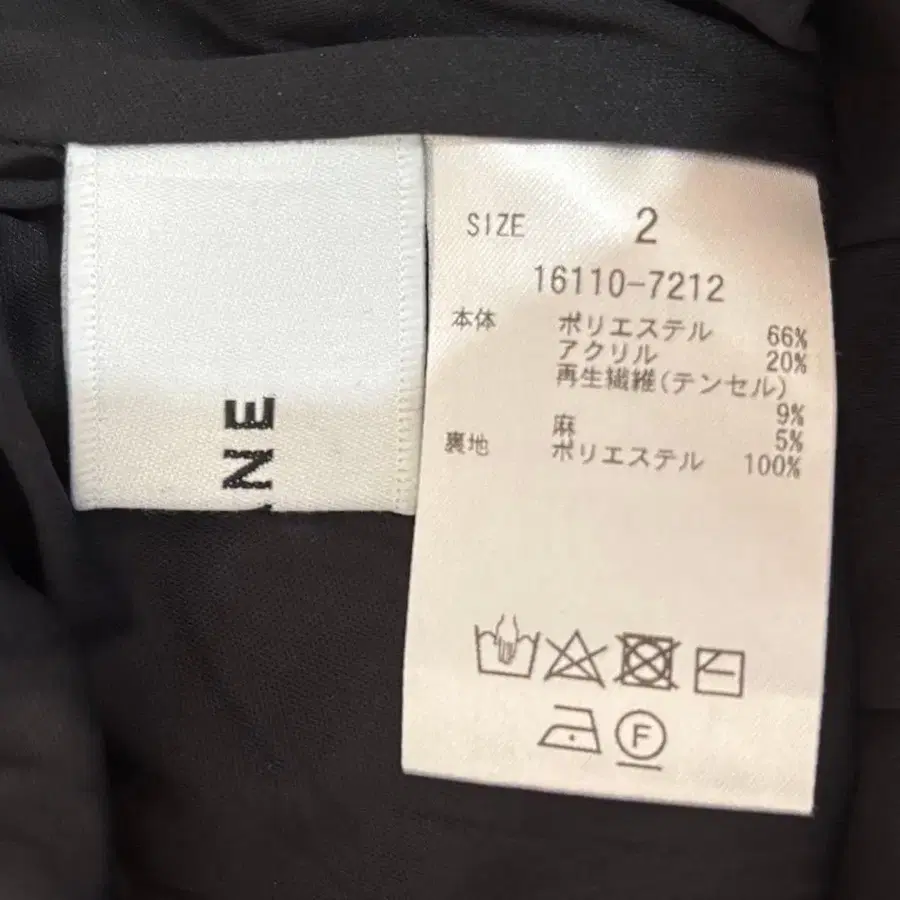 NE
SIZE 2
16110-7212
本体 ポリエステル 66%
アクリル 20%
再生繊維(テンセル)
9%
麻 5%
裏地 ポリエステル 100%
F